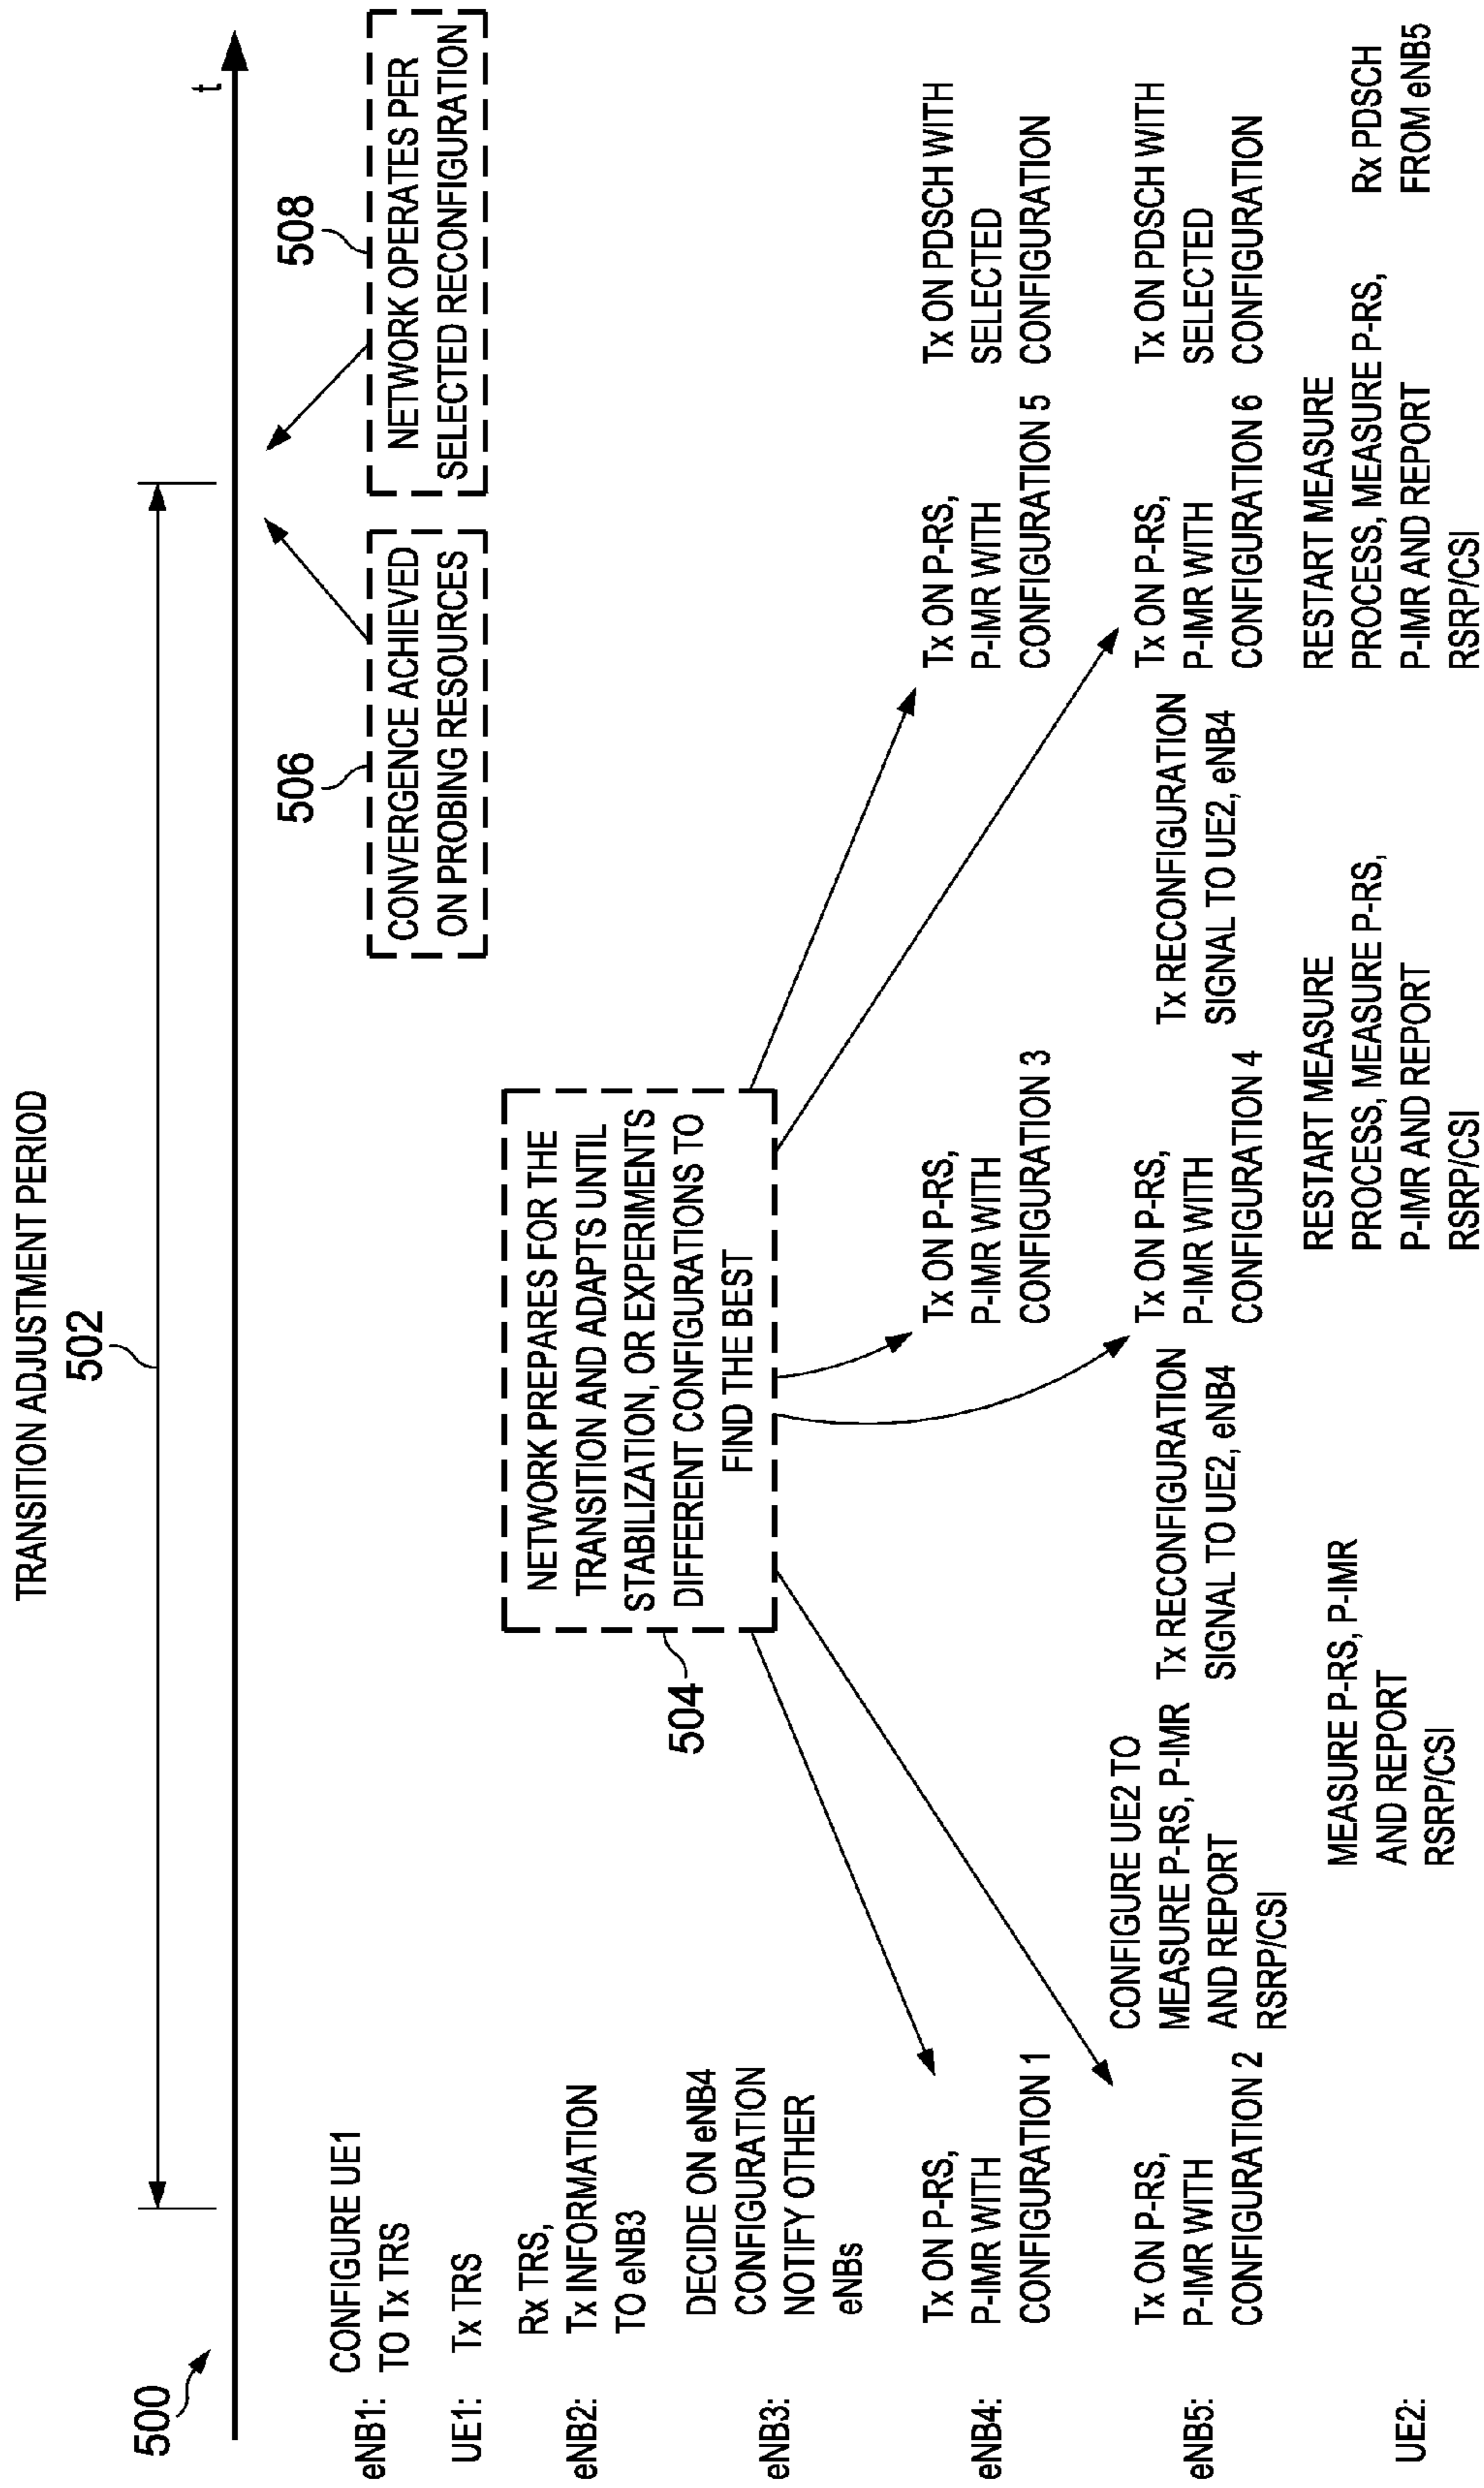 TRANSITION ADJUSTMENT PERIOD
502
500
t
506
CONVERGENCE ACHIEVED
ON PROBING RESOURCES
508
NETWORK OPERATES PER
SELECTED RECONFIGURATION
504
NETWORK PREPARES FOR THE
TRANSITION AND ADAPTS UNTIL
STABILIZATION, OR EXPERIMENTS
DIFFERENT CONFIGURATIONS TO
FIND THE BEST
eNB1:
CONFIGURE UE1
TO Tx TRS
UE1:
Tx TRS
eNB2:
Rx TRS,
Tx INFORMATION
TO eNB3
eNB3:
DECIDE ON eNB4
CONFIGURATION
NOTIFY OTHER
eNBs
eNB4:
Tx ON P-RS,
P-IMR WITH
CONFIGURATION 1
Tx ON P-RS,
P-IMR WITH
CONFIGURATION 3
Tx ON P-RS,
P-IMR WITH
CONFIGURATION 5
Tx ON PDSCH WITH
SELECTED
CONFIGURATION
eNB5:
Tx ON P-RS,
P-IMR WITH
CONFIGURATION 2
CONFIGURE UE2 TO
MEASURE P-RS, P-IMR
AND REPORT
RSRP/CSI
Tx RECONFIGURATION
SIGNAL TO UE2, eNB4
Tx ON P-RS,
P-IMR WITH
CONFIGURATION 4
Tx RECONFIGURATION
SIGNAL TO UE2, eNB4
Tx ON P-RS,
P-IMR WITH
CONFIGURATION 6
Tx ON PDSCH WITH
SELECTED
CONFIGURATION
UE2:
MEASURE P-RS, P-IMR
AND REPORT
RSRP/CSI
RESTART MEASURE
PROCESS, MEASURE P-RS,
P-IMR AND REPORT
RSRP/CSI
RESTART MEASURE
PROCESS, MEASURE P-RS,
P-IMR AND REPORT
RSRP/CSI
Rx PDSCH
FROM eNB5